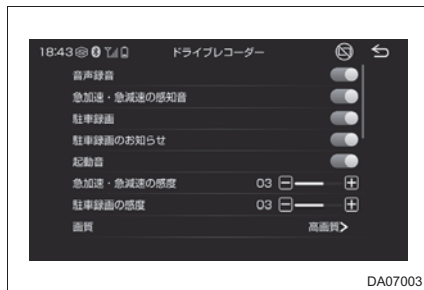 18:43 ドライブレコーダー
音声録音
急加速・急減速の感知音
駐車録画
駐車録画のお知らせ
起動音
急加速・急減速の感度 03
駐車録画の感度 03
画質 高画質>
DA07003